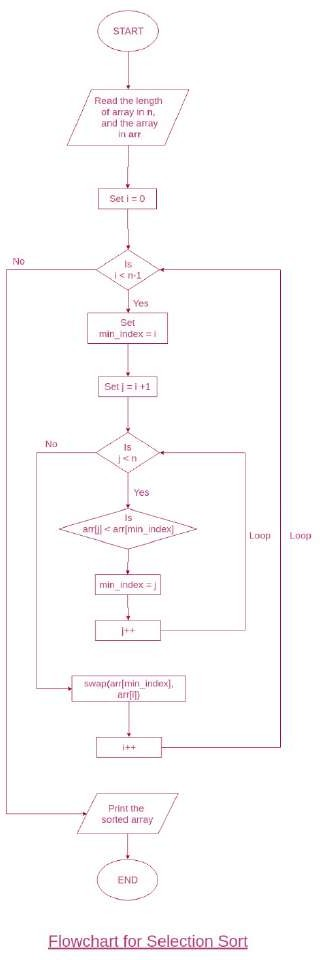 START
Read the length
of array in n,
and the array
in arr
Set i = 0
No
Is
i < n-1
Yes
Set
min_index = i
Set j = i +1
No
Is
j < n
Yes
Is
arr[j] < arr[min_index]
Loop
Loop
min_index = j
j++
swap(arr[min_index],
arr[i])
i++
Print the
sorted array
END
Flowchart for Selection Sort